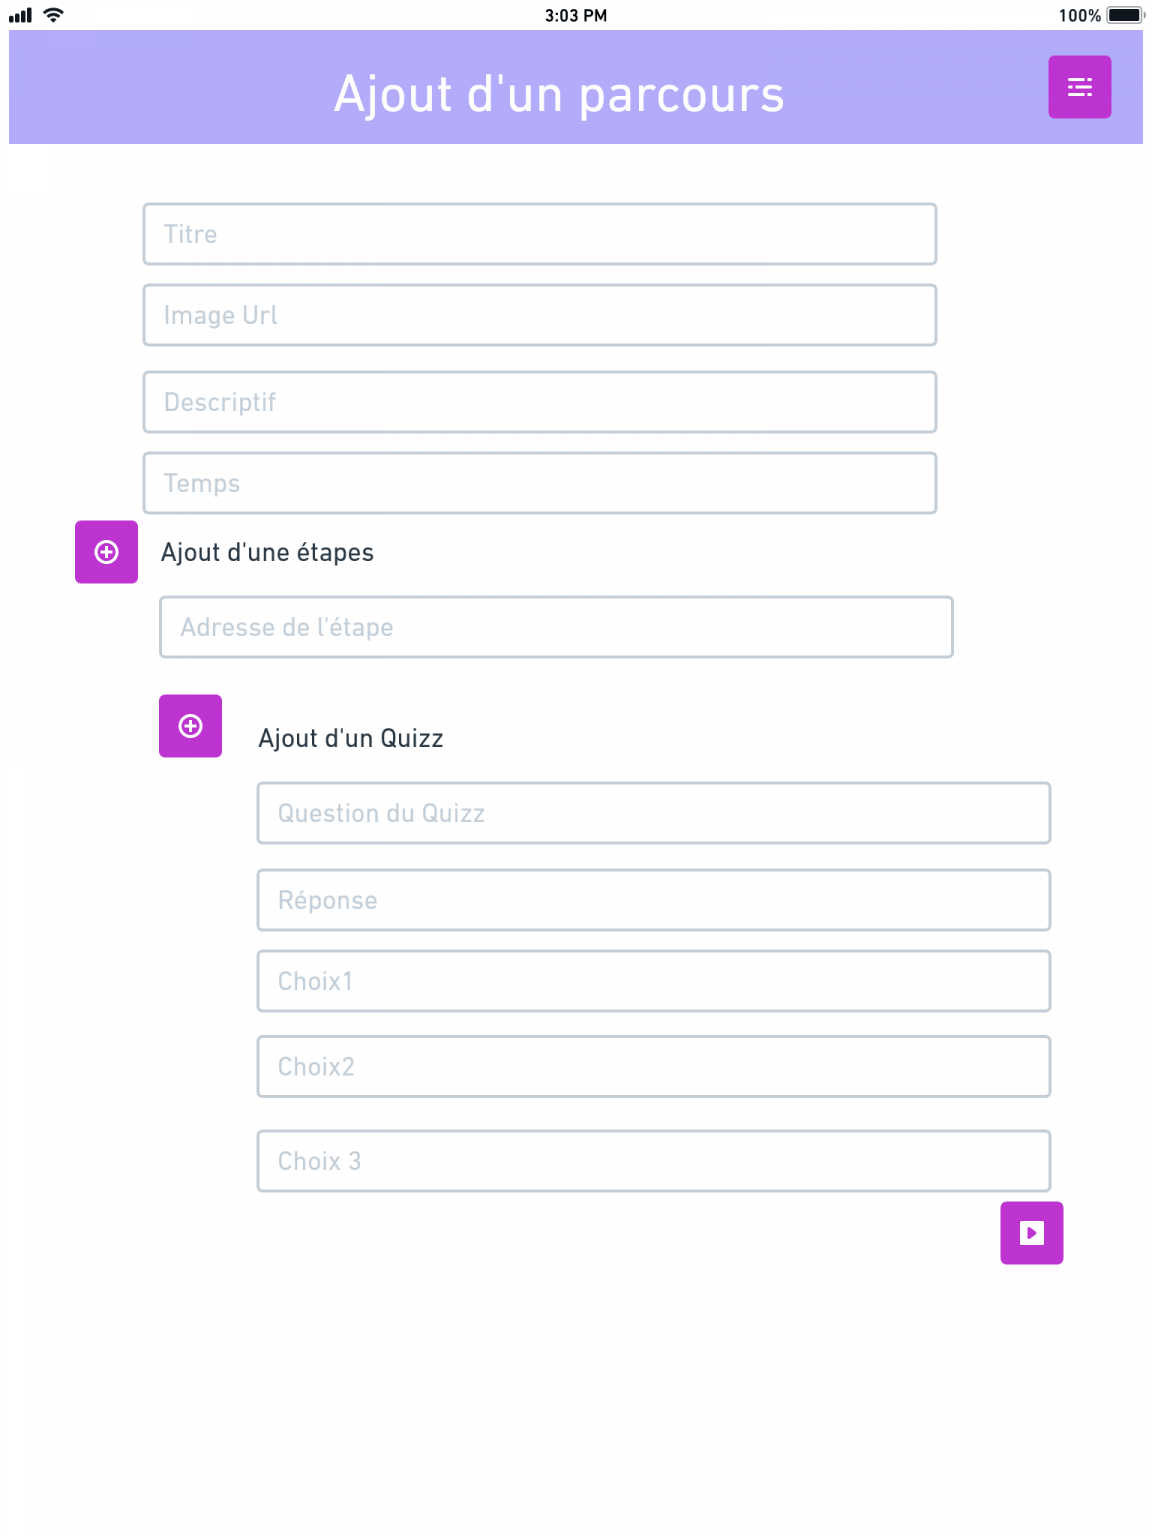 3:03 PM 100%
Ajout d'un parcours
Titre
Image Url
Descriptif
Temps
Ajout d'une étapes
Adresse de l'étape
Ajout d'un Quizz
Question du Quizz
Réponse
Choix1
Choix2
Choix 3